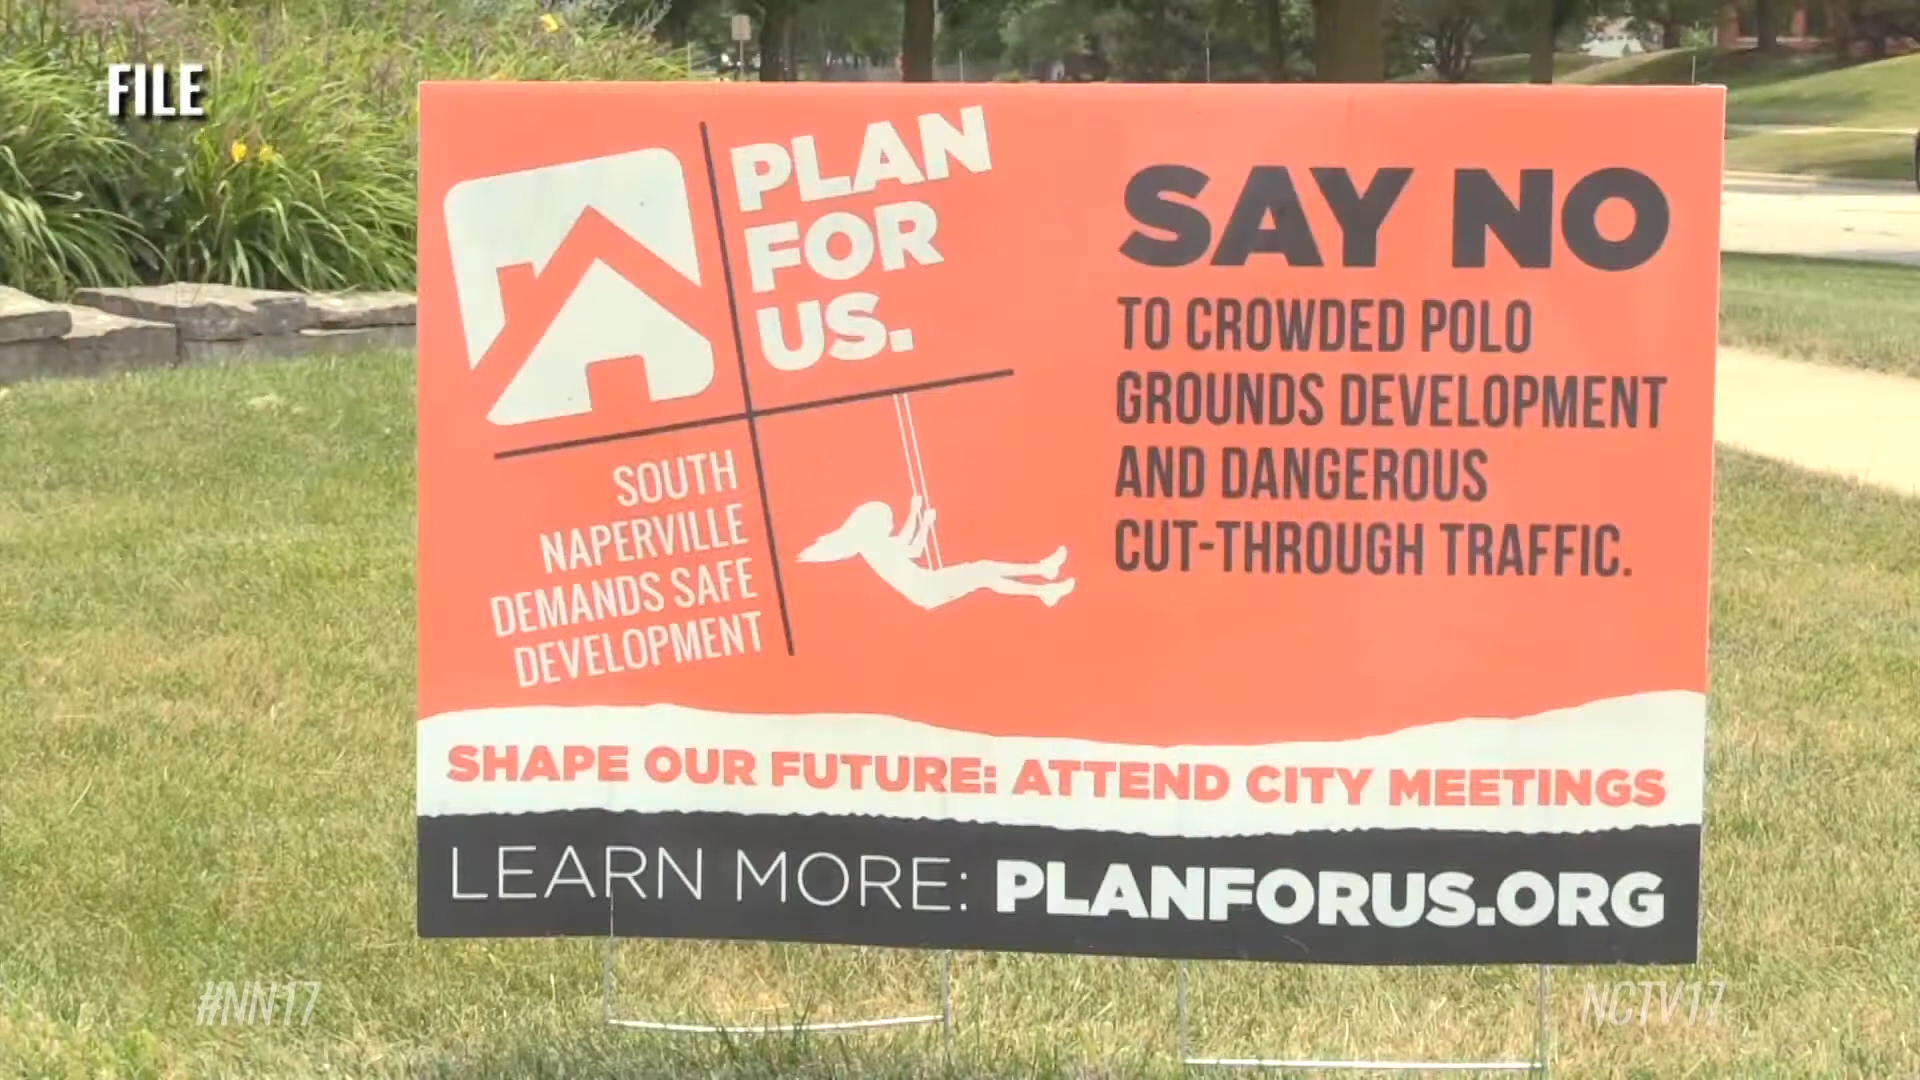 FILE
PLAN
FOR
US.
SOUTH
NAPERVILLE
DEMANDS SAFE
DEVELOPMENT
SAY NO
TO CROWDED POLO
GROUNDS DEVELOPMENT
AND DANGEROUS
CUT-THROUGH TRAFFIC.
SHAPE OUR FUTURE: ATTEND CITY MEETINGS
LEARN MORE: PLANFORUS.ORG
#NN17
NCTV17